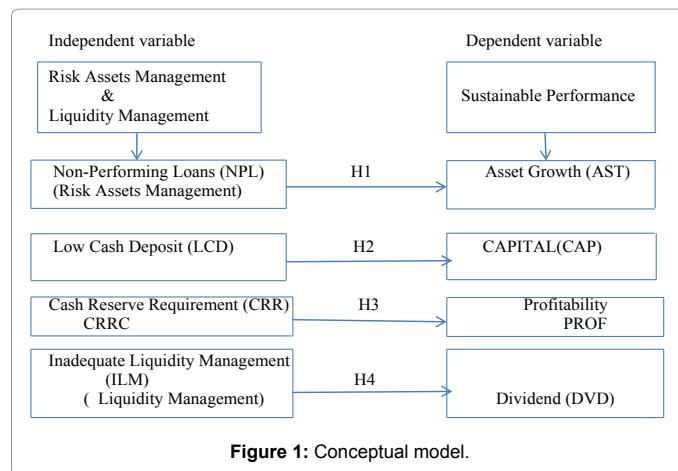 Independent variable
Dependent variable
Risk Assets Management
&
Liquidity Management
Sustainable Performance
Non-Performing Loans (NPL)
(Risk Assets Management)
H1
Asset Growth (AST)
Low Cash Deposit (LCD)
H2
CAPITAL(CAP)
Cash Reserve Requirement (CRR)
CRRC
H3
Profitability
PROF
Inadequate Liquidity Management
(ILM)
( Liquidity Management)
H4
Dividend (DVD)
Figure 1: Conceptual model.